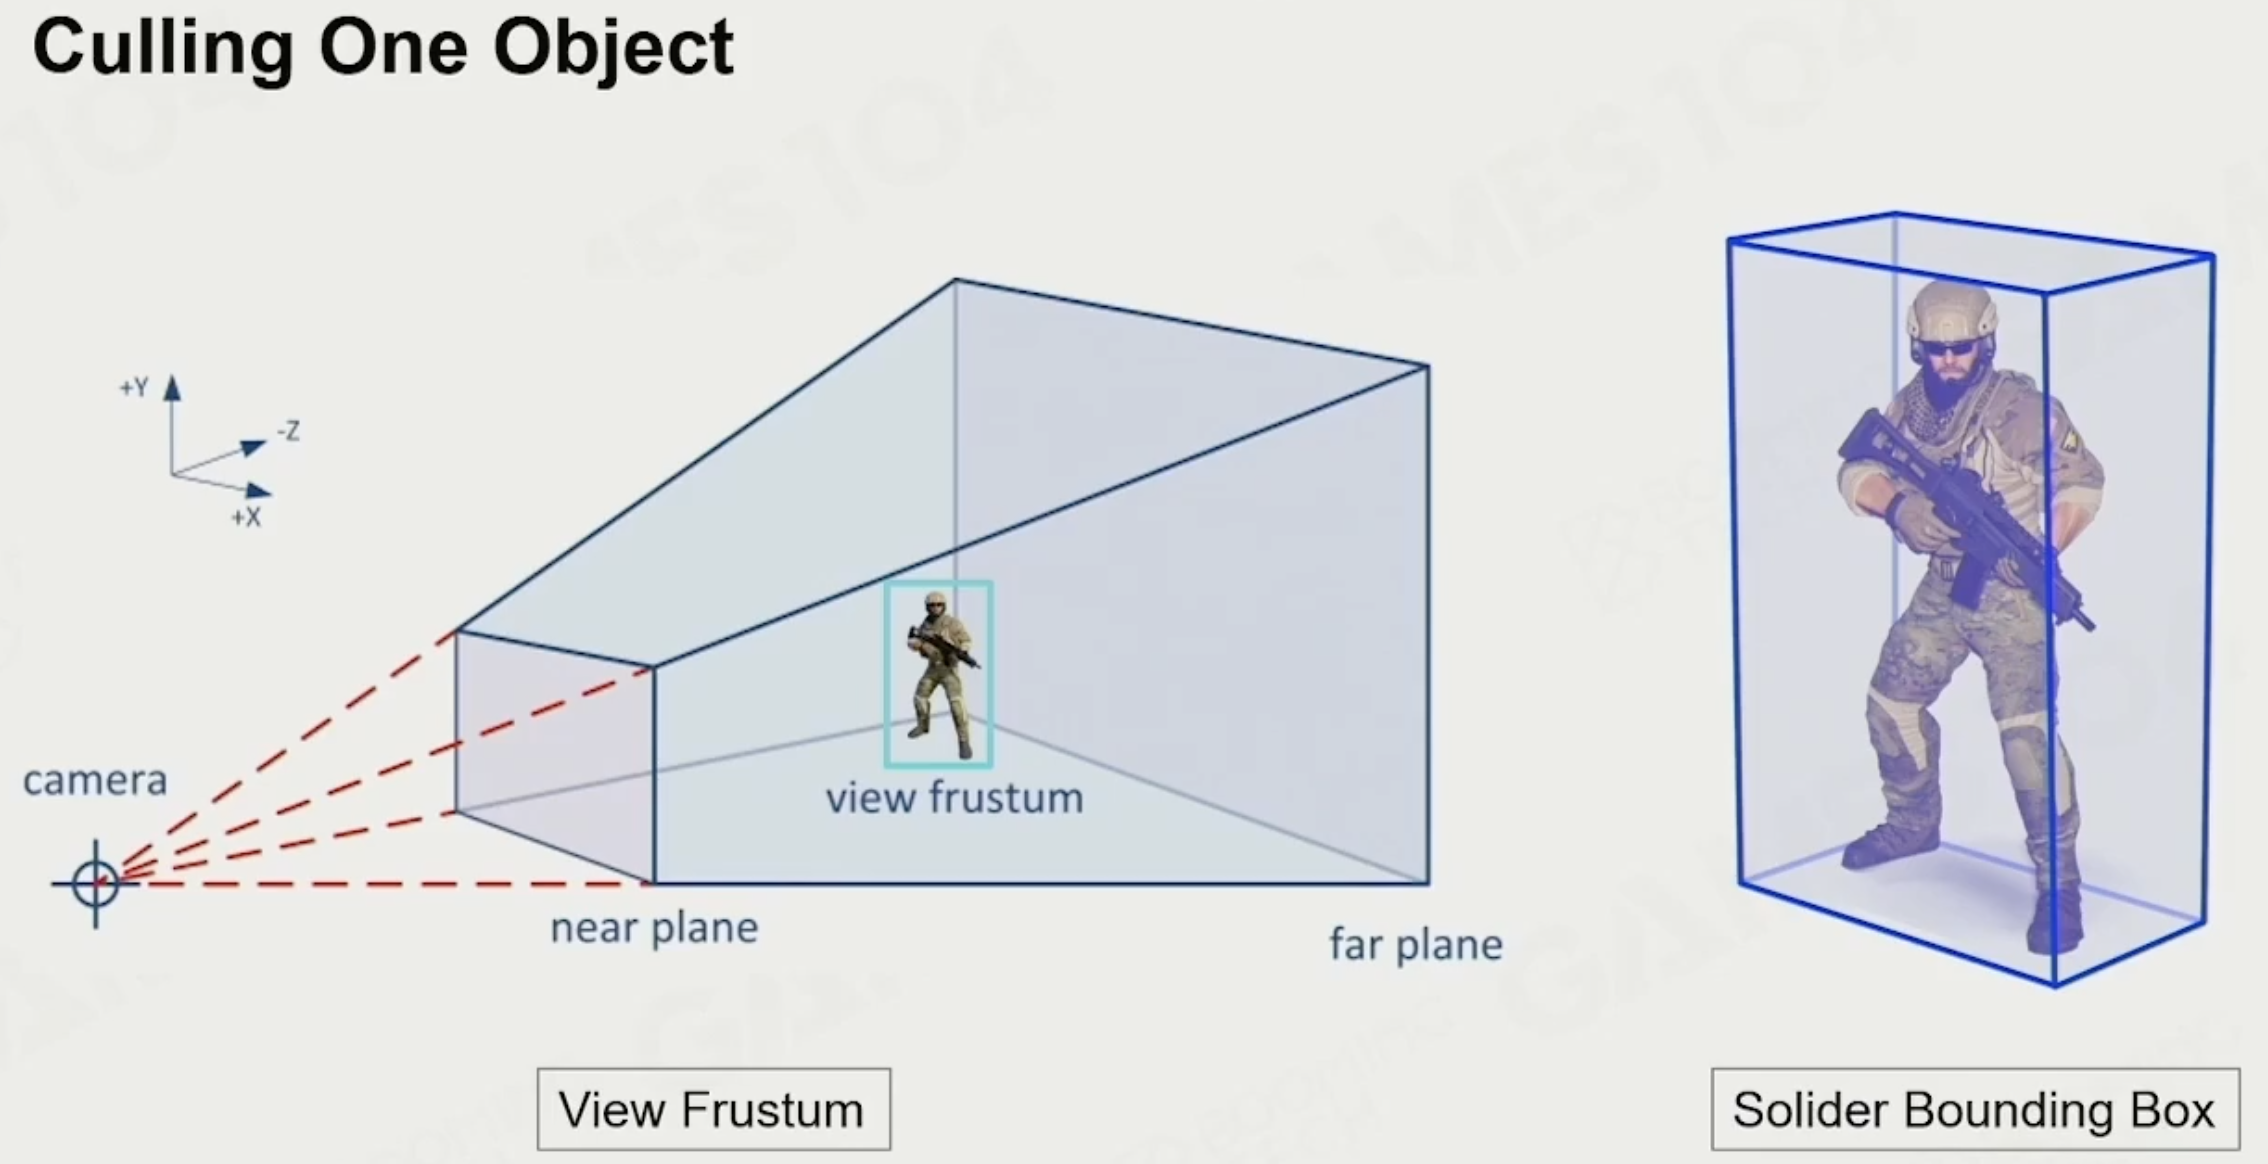 Culling One Object
+Y
-Z
+X
camera
view frustum
near plane
far plane
View Frustum
Solider Bounding Box